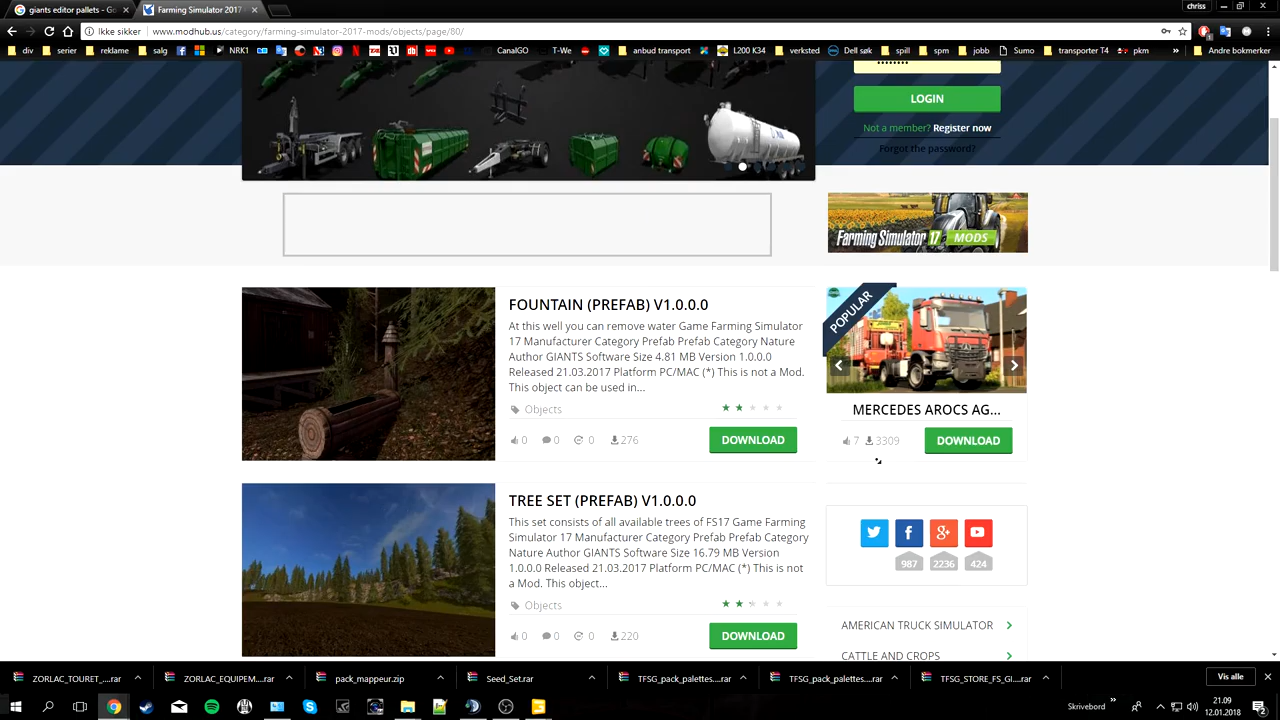 giants editor pallets - Go
Farming Simulator 2017
chriss
Ikke sikker
www.modhub.us/category/farming-simulator-2017-mods/objects/page/80/
div
serier
reklame
salg
NRK1
CanalGO
T-We
anbud transport
L200 K34
verksted
Dell søk
spill
spm
jobb
Sumo
transporter T4
pkm
»
Andre bokmerker
LOGIN
Not a member? Register now
Forgot the password?
Farming Simulator 17 MODS
FOUNTAIN (PREFAB) V1.0.0.0
At this well you can remove water Game Farming Simulator
17 Manufacturer Category Prefab Prefab Category Nature
Author GIANTS Software Size 4.81 MB Version 1.0.0.0
Released 21.03.2017 Platform PC/MAC (*) This is not a Mod.
This object can be used in...
Objects
0 0 0 276
DOWNLOAD
POPULAR
MERCEDES AROCS AG...
7 3309
DOWNLOAD
TREE SET (PREFAB) V1.0.0.0
This set consists of all available trees of FS17 Game Farming
Simulator 17 Manufacturer Category Prefab Prefab Category
Nature Author GIANTS Software Size 16.79 MB Version
1.0.0.0 Released 21.03.2017 Platform PC/MAC (*) This is not
a Mod. This object...
Objects
0 0 0 220
DOWNLOAD
987 2236 424
AMERICAN TRUCK SIMULATOR
CATTLE AND CROPS
ZORLAC_TOURET_....rar
ZORLAC_EQUIPEM....rar
pack_mappeur.zip
Seed_Set.rar
TFSG_pack_palettes....rar
TFSG_pack_palettes....rar
TFSG_STORE_FS_GI....rar
Vis alle
Skrivebord
»
21.09
12.01.2018